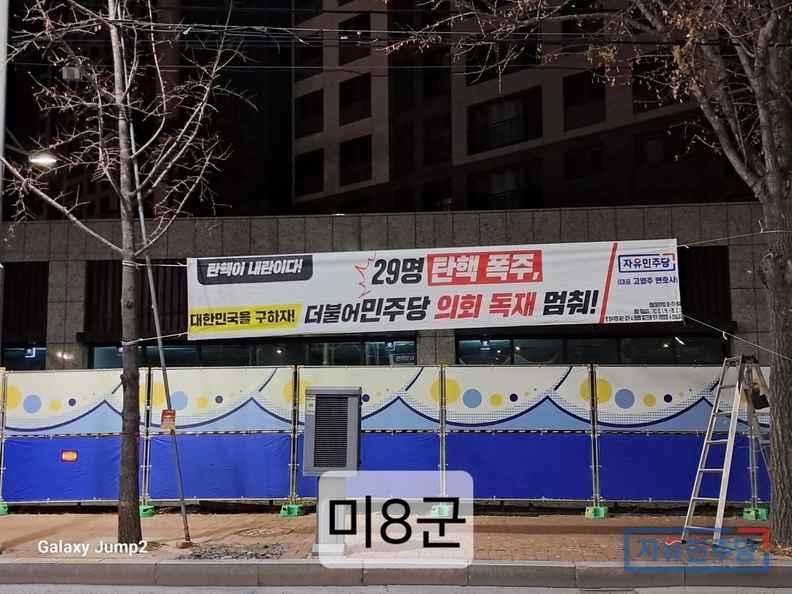 탄핵이 내란이다!
29명 탄핵 폭주,
대한민국을 구하자!
더불어민주당 의회 독재 멈춰!
자유민주당
(대표 고영주 변호사)
미8군
Galaxy Jump2
자유민주당